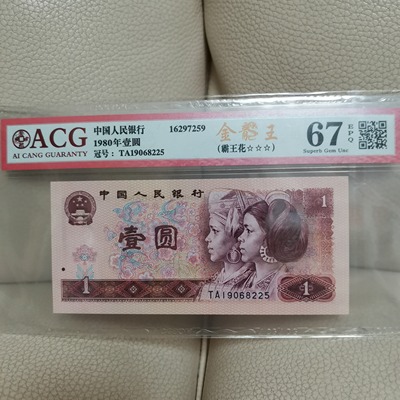 ACG
AI CANG GUARANTY
中国人民银行 16297259
1980年壹圆
冠号：TA19068225
金影王
(霸王花☆☆☆)
67 EPQ
Superb Gem Unc
中国人民银行
1
壹圆
TA19068225
1
1